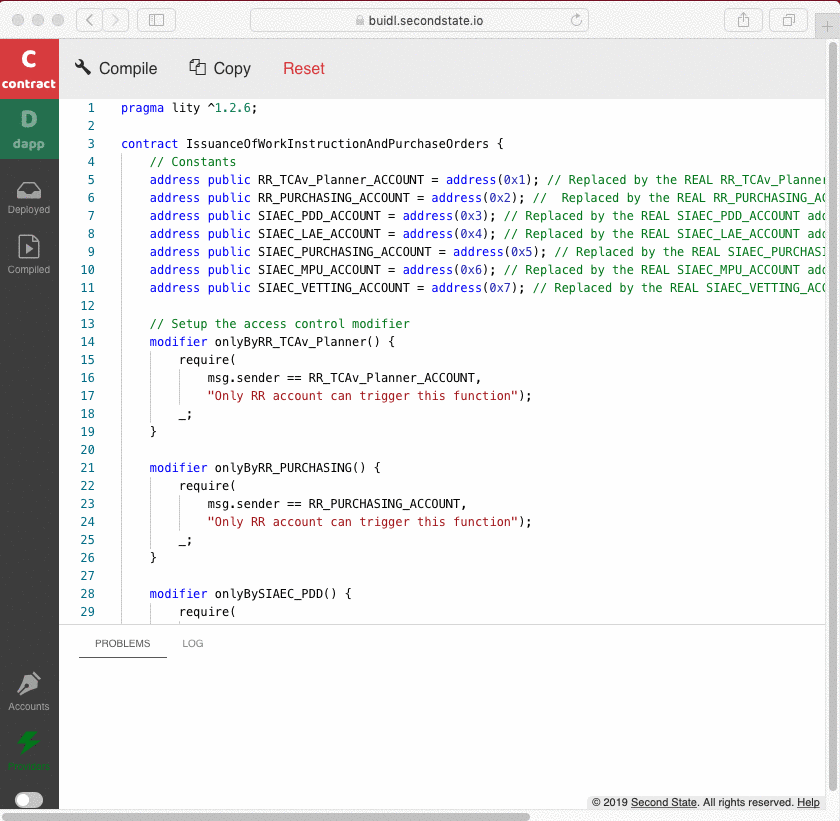 buidl.secondstate.io
C
contract
D
dapp
Deployed
Compiled
Accounts
Providers
Compile
Copy
Reset
1 pragma lity ^1.2.6;
2
3 contract IssuanceOfWorkInstructionAndPurchaseOrders {
4 // Constants
5 address public RR_TCAv_Planner_ACCOUNT = address(0x1); // Replaced by the REAL RR_TCAv_Planner
6 address public RR_PURCHASING_ACCOUNT = address(0x2); //  Replaced by the REAL RR_PURCHASING_AC
7 address public SIAEC_PDD_ACCOUNT = address(0x3); // Replaced by the REAL SIAEC_PDD_ACCOUNT add
8 address public SIAEC_LAE_ACCOUNT = address(0x4); // Replaced by the REAL SIAEC_LAE_ACCOUNT add
9 address public SIAEC_PURCHASING_ACCOUNT = address(0x5); // Replaced by the REAL SIAEC_PURCHASI
10 address public SIAEC_MPU_ACCOUNT = address(0x6); // Replaced by the REAL SIAEC_MPU_ACCOUNT add
11 address public SIAEC_VETTING_ACCOUNT = address(0x7); // Replaced by the REAL SIAEC_VETTING_ACC
12
13 // Setup the access control modifier
14 modifier onlyByRR_TCAv_Planner() {
15 require(
16 msg.sender == RR_TCAv_Planner_ACCOUNT,
17 "Only RR account can trigger this function");
18 _;
19 }
20
21 modifier onlyByRR_PURCHASING() {
22 require(
23 msg.sender == RR_PURCHASING_ACCOUNT,
24 "Only RR account can trigger this function");
25 _;
26 }
27
28 modifier onlyBySIAEC_PDD() {
29 require(
PROBLEMS LOG
© 2019 Second State. All rights reserved. Help